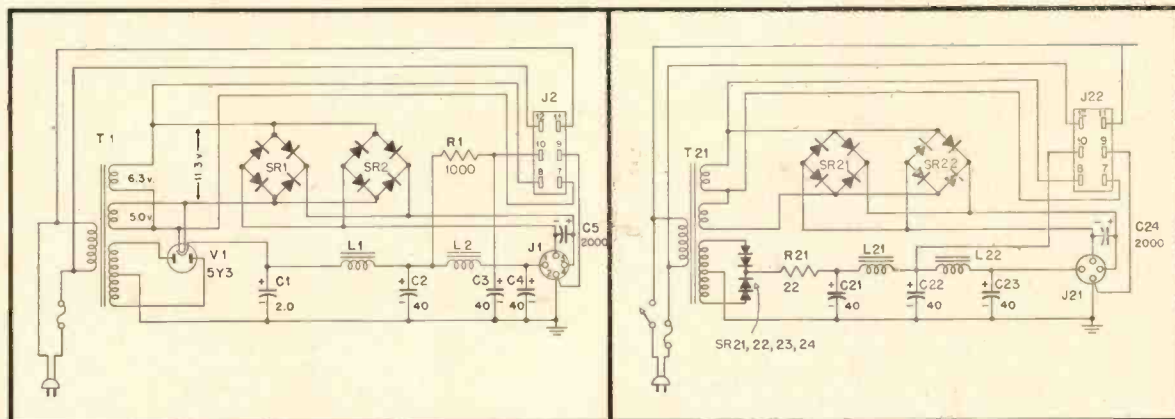 T1
6.3 v.
11.3 v
5.0 v.
V1
5Y3
SR1
SR2
R1
1000
J2
12
11
10
9
8
7
L1
L2
J1
C5
2000
+
C1
2.0
+
C2
40
+
C3
40
+
C4
40
T21
SR21
SR22
J22
11
10
9
8
7
C24
2000
R21
22
L21
L22
+
C21
40
+
C22
40
+
C23
40
J21
SR21, 22, 23, 24